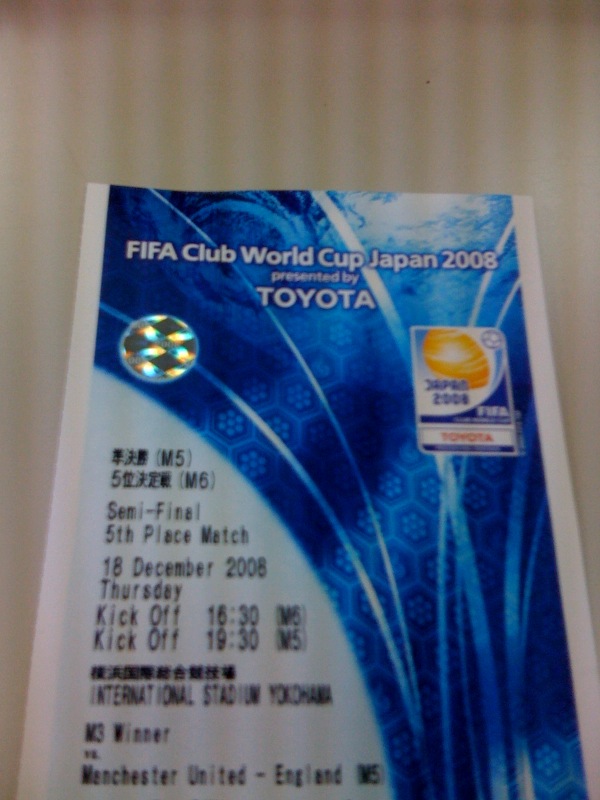 FIFA Club World Cup Japan 2008
presented by
TOYOTA
JAPAN
2008
FIFA
CLUB WORLD CUP
TOYOTA
準決勝 (M5)
5位決定戦 (M6)
Semi-Final
5th Place Match
18 December 2008
Thursday
Kick Off 16:30 (M6)
Kick Off 19:30 (M5)
横浜国際総合競技場
INTERNATIONAL STADIUM YOKOHAMA
M3 Winner
vs.
Manchester United - England (M5)